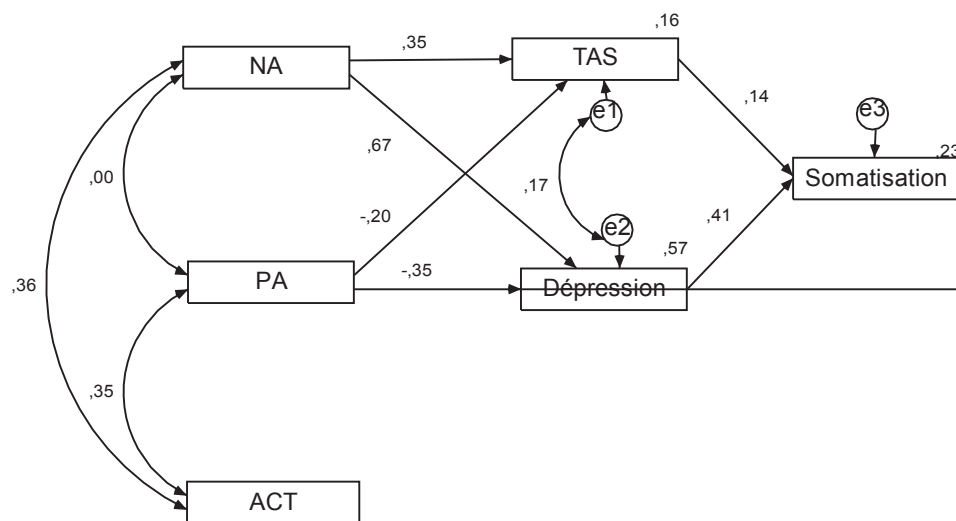 ,16
NA
,35
TAS
,14
e1
e3
,67
,00
,17
,23
Somatisation
-,20
e2
,41
,57
,36
PA
-,35
Dépression
,35
ACT